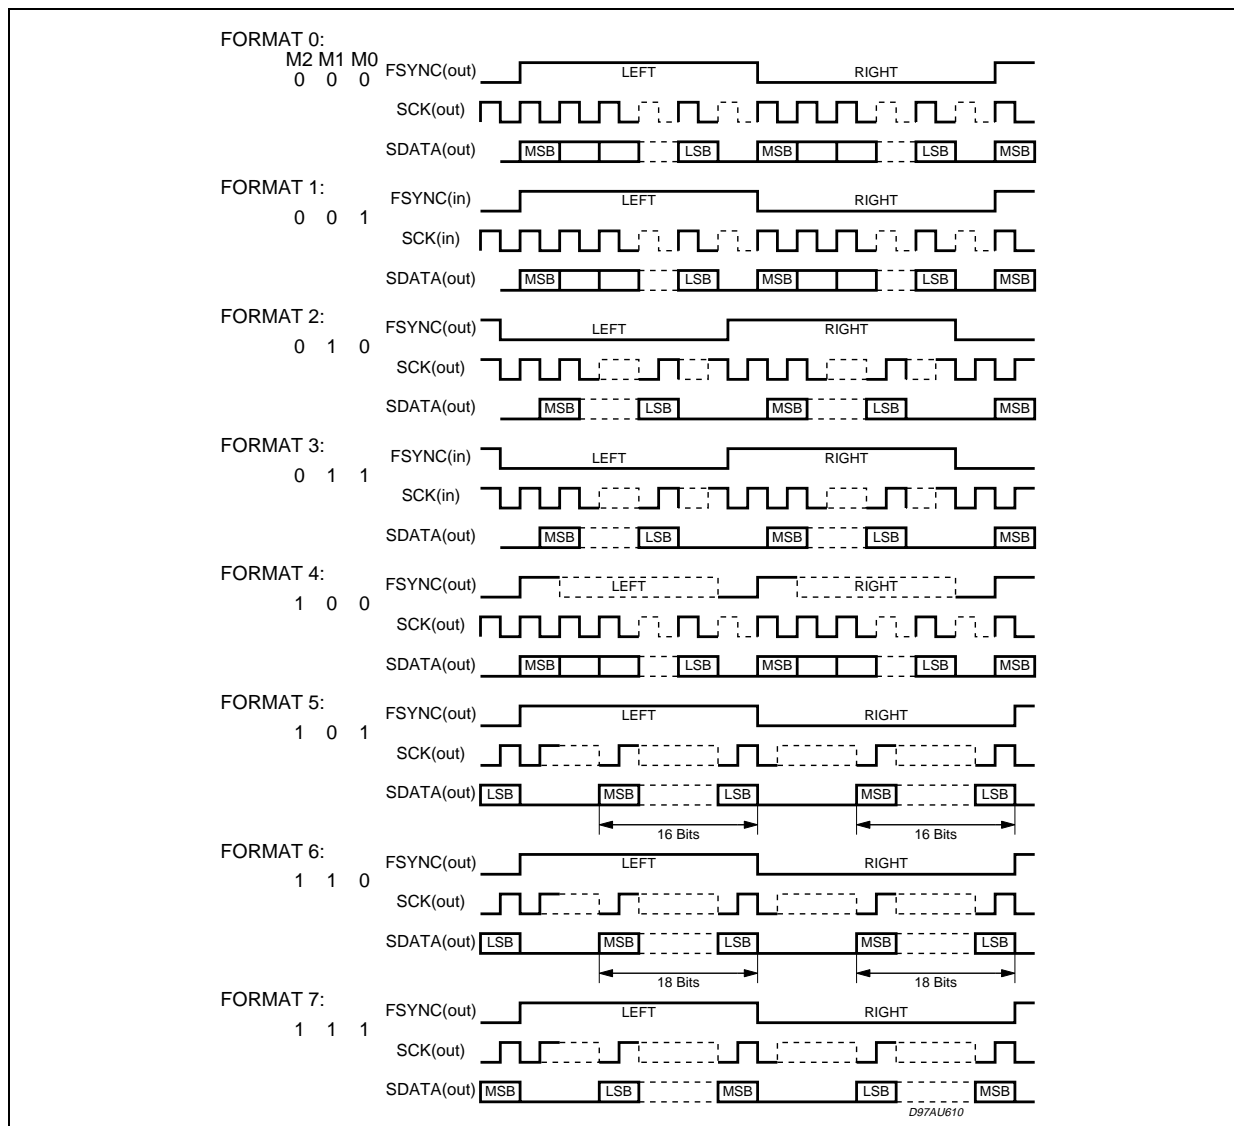 FORMAT 0:
M2 M1 M0
0 0 0
FSYNC(out) LEFT RIGHT
SCK(out)
SDATA(out) MSB LSB MSB LSB MSB
FORMAT 1:
0 0 1
FSYNC(in) LEFT RIGHT
SCK(in)
SDATA(out) MSB LSB MSB LSB MSB
FORMAT 2:
0 1 0
FSYNC(out) LEFT RIGHT
SCK(out)
SDATA(out) MSB LSB MSB LSB MSB
FORMAT 3:
0 1 1
FSYNC(in) LEFT RIGHT
SCK(in)
SDATA(out) MSB LSB MSB LSB MSB
FORMAT 4:
1 0 0
FSYNC(out) LEFT RIGHT
SCK(out)
SDATA(out) MSB LSB MSB LSB MSB
FORMAT 5:
1 0 1
FSYNC(out) LEFT RIGHT
SCK(out)
SDATA(out) LSB MSB LSB MSB LSB
16 Bits 16 Bits
FORMAT 6:
1 1 0
FSYNC(out) LEFT RIGHT
SCK(out)
SDATA(out) LSB MSB LSB MSB LSB
18 Bits 18 Bits
FORMAT 7:
1 1 1
FSYNC(out) LEFT RIGHT
SCK(out)
SDATA(out) MSB LSB MSB LSB MSB
D97AU610